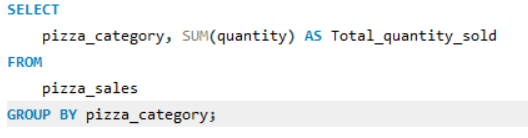 SELECT
pizza_category, SUM(quantity) AS Total_quantity_sold
FROM
pizza_sales
GROUP BY pizza_category;